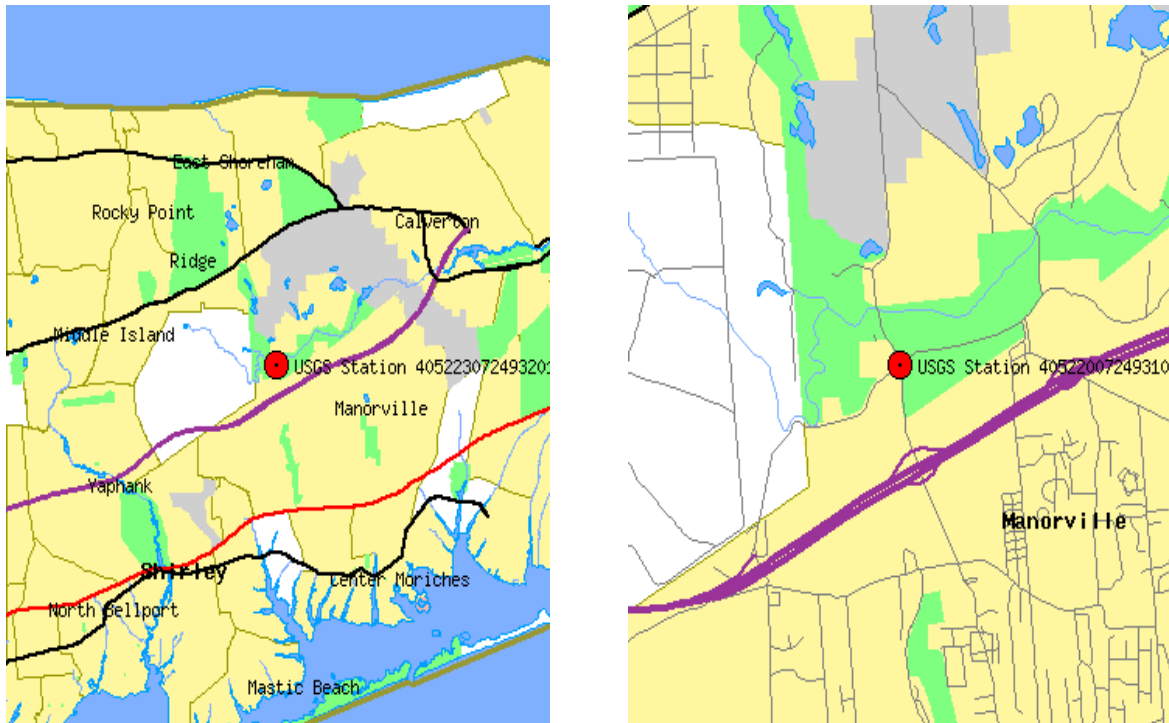 East Shoreham
Rocky Point
Calverton
Ridge
Middle Island
USGS Station 405223072493201
Manorville
Yaphank
Shirley
Center Moriches
North Bellport
Mastic Beach
USGS Station 40522007249310
Manorville